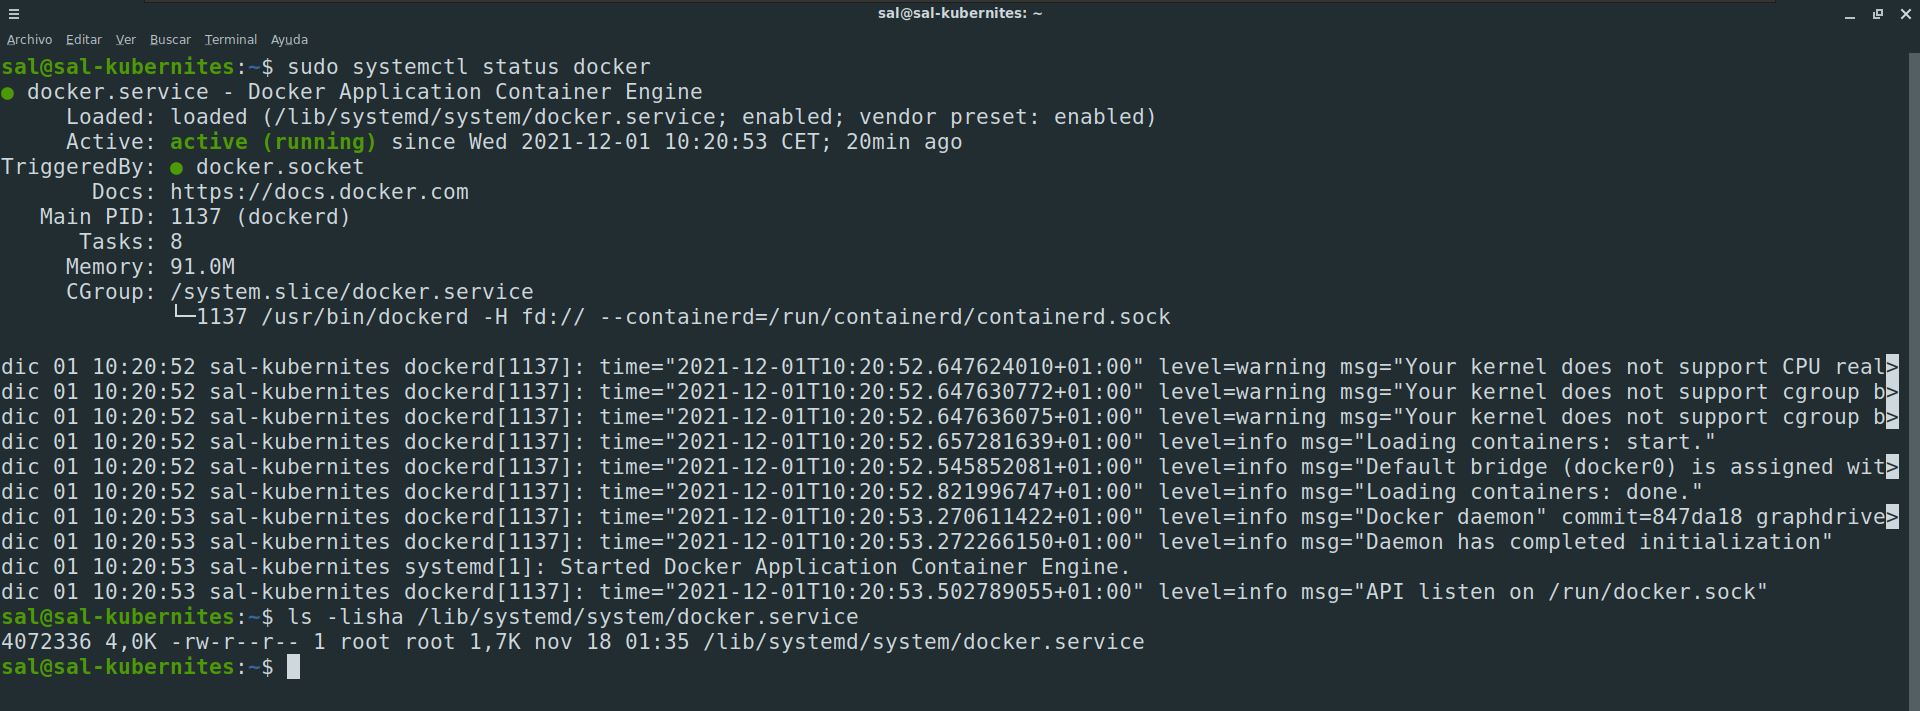 sal@sal-kubernites: ~
Archivo Editar Ver Buscar Terminal Ayuda
sal@sal-kubernites:~$ sudo systemctl status docker
● docker.service - Docker Application Container Engine
     Loaded: loaded (/lib/systemd/system/docker.service; enabled; vendor preset: enabled)
     Active: active (running) since Wed 2021-12-01 10:20:53 CET; 20min ago
TriggeredBy: ● docker.socket
       Docs: https://docs.docker.com
   Main PID: 1137 (dockerd)
      Tasks: 8
     Memory: 91.0M
     CGroup: /system.slice/docker.service
             └─1137 /usr/bin/dockerd -H fd:// --containerd=/run/containerd/containerd.sock
dic 01 10:20:52 sal-kubernites dockerd[1137]: time="2021-12-01T10:20:52.647624010+01:00" level=warning msg="Your kernel does not support CPU real>
dic 01 10:20:52 sal-kubernites dockerd[1137]: time="2021-12-01T10:20:52.647630772+01:00" level=warning msg="Your kernel does not support cgroup b>
dic 01 10:20:52 sal-kubernites dockerd[1137]: time="2021-12-01T10:20:52.647636075+01:00" level=warning msg="Your kernel does not support cgroup b>
dic 01 10:20:52 sal-kubernites dockerd[1137]: time="2021-12-01T10:20:52.657281639+01:00" level=info msg="Loading containers: start."
dic 01 10:20:52 sal-kubernites dockerd[1137]: time="2021-12-01T10:20:52.545852081+01:00" level=info msg="Default bridge (docker0) is assigned wit>
dic 01 10:20:52 sal-kubernites dockerd[1137]: time="2021-12-01T10:20:52.821996747+01:00" level=info msg="Loading containers: done."
dic 01 10:20:53 sal-kubernites dockerd[1137]: time="2021-12-01T10:20:53.270611422+01:00" level=info msg="Docker daemon" commit=847da18 graphdrive>
dic 01 10:20:53 sal-kubernites dockerd[1137]: time="2021-12-01T10:20:53.272266150+01:00" level=info msg="Daemon has completed initialization"
dic 01 10:20:53 sal-kubernites systemd[1]: Started Docker Application Container Engine.
dic 01 10:20:53 sal-kubernites dockerd[1137]: time="2021-12-01T10:20:53.502789055+01:00" level=info msg="API listen on /run/docker.sock"
sal@sal-kubernites:~$ ls -lisha /lib/systemd/system/docker.service
4072336 4,0K -rw-r--r-- 1 root root 1,7K nov 18 01:35 /lib/systemd/system/docker.service
sal@sal-kubernites:~$